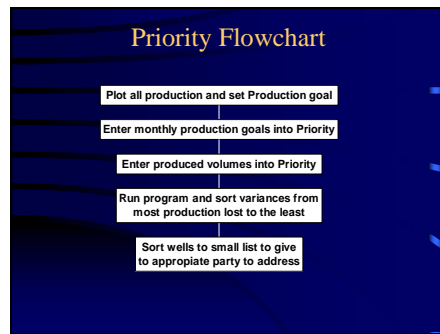 Priority Flowchart
Plot all production and set Production goal
Enter monthly production goals into Priority
Enter produced volumes into Priority
Run program and sort variances from
most production lost to the least
Sort wells to small list to give
to appropiate party to address